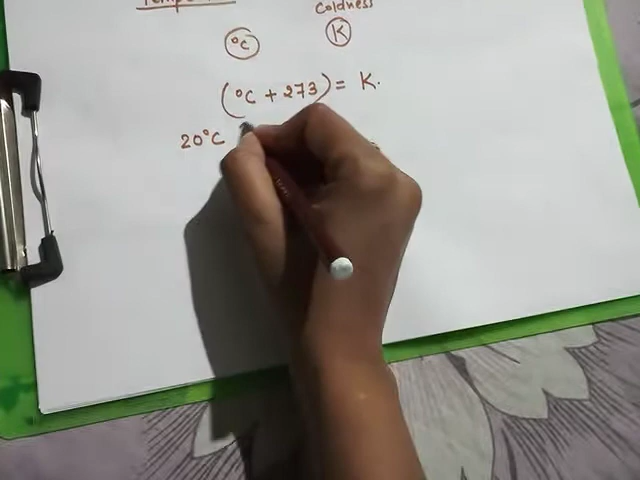 Coldness
°C K
(°C + 273) = K.
20°C